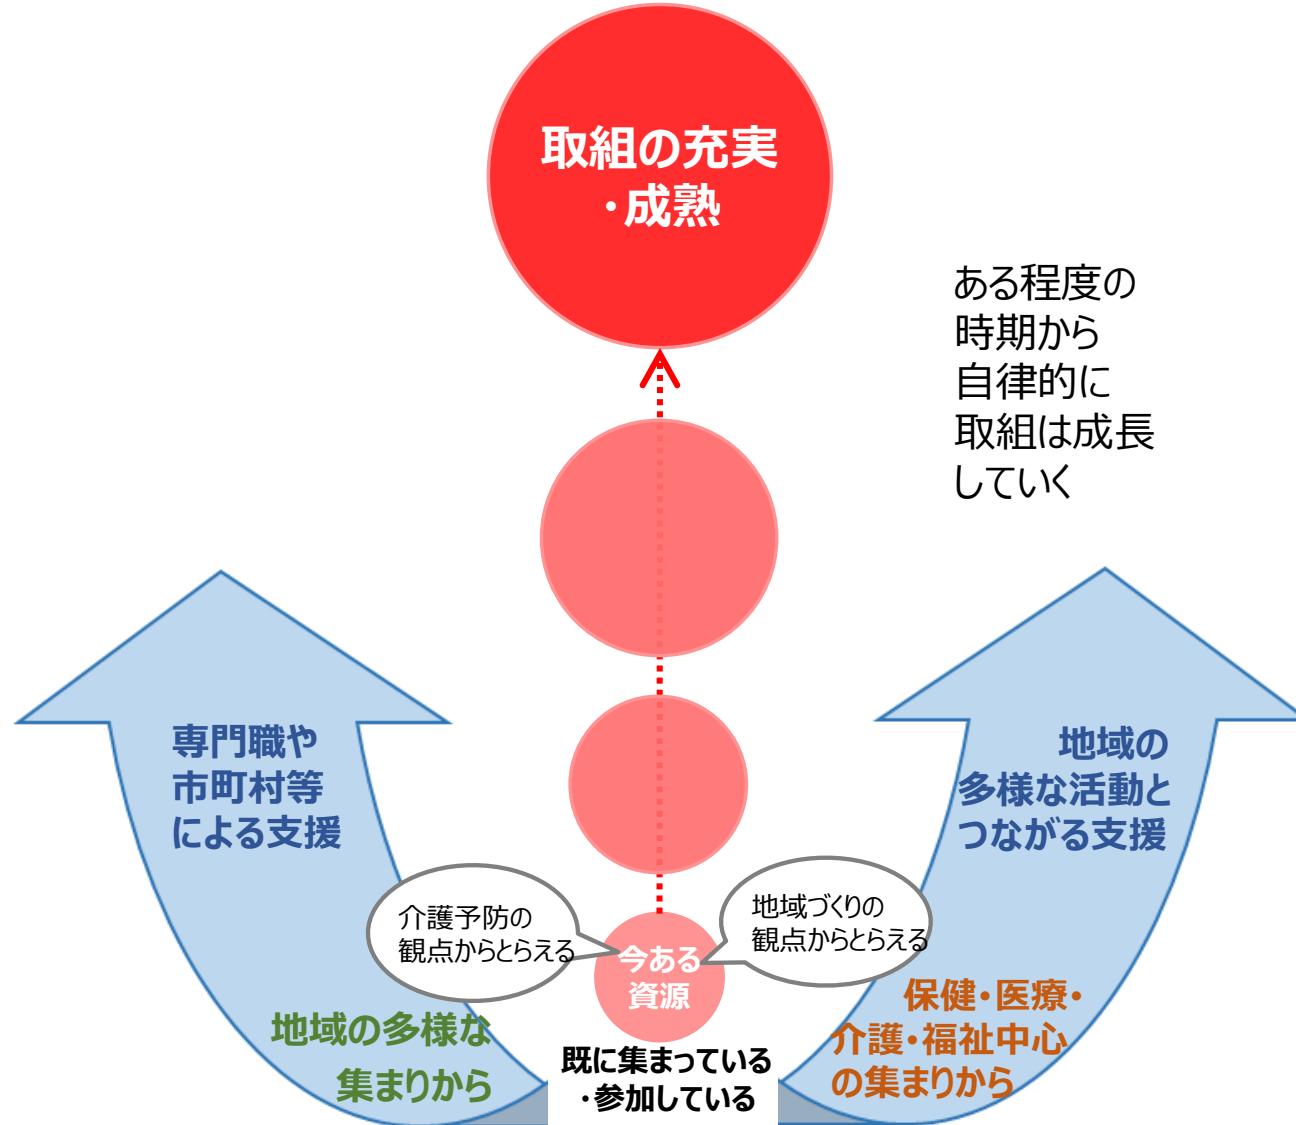 取組の充実
・成熟
ある程度の
時期から
自律的に
取組は成長
していく
専門職や
市町村等
による支援
地域の
多様な活動と
つながる支援
介護予防の
観点からとらえる
地域づくりの
観点からとらえる
今ある
資源
地域の多様な
集まりから
既に集まっている
・参加している
保健・医療・
介護・福祉中心
の集まりから